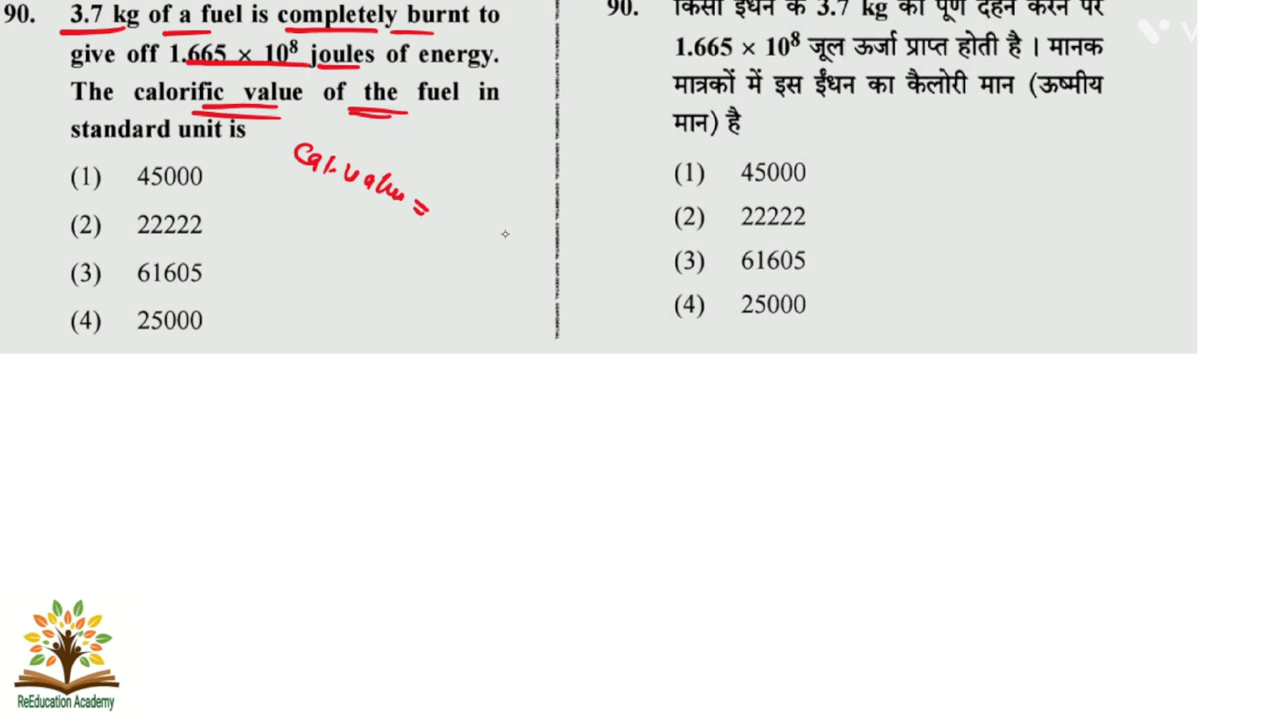 90. 3.7 kg of a fuel is completely burnt to
give off 1.665 × 10⁸ joules of energy.
The calorific value of the fuel in
standard unit is
cal. value =
(1) 45000
(2) 22222
(3) 61605
(4) 25000
90. किसी ईंधन के 3.7 kg का पूर्ण दहन करने पर
1.665 × 10⁸ जूल ऊर्जा प्राप्त होती है । मानक
मात्रकों में इस ईंधन का कैलोरी मान (ऊष्मीय
मान) है
(1) 45000
(2) 22222
(3) 61605
(4) 25000
ReEducation Academy